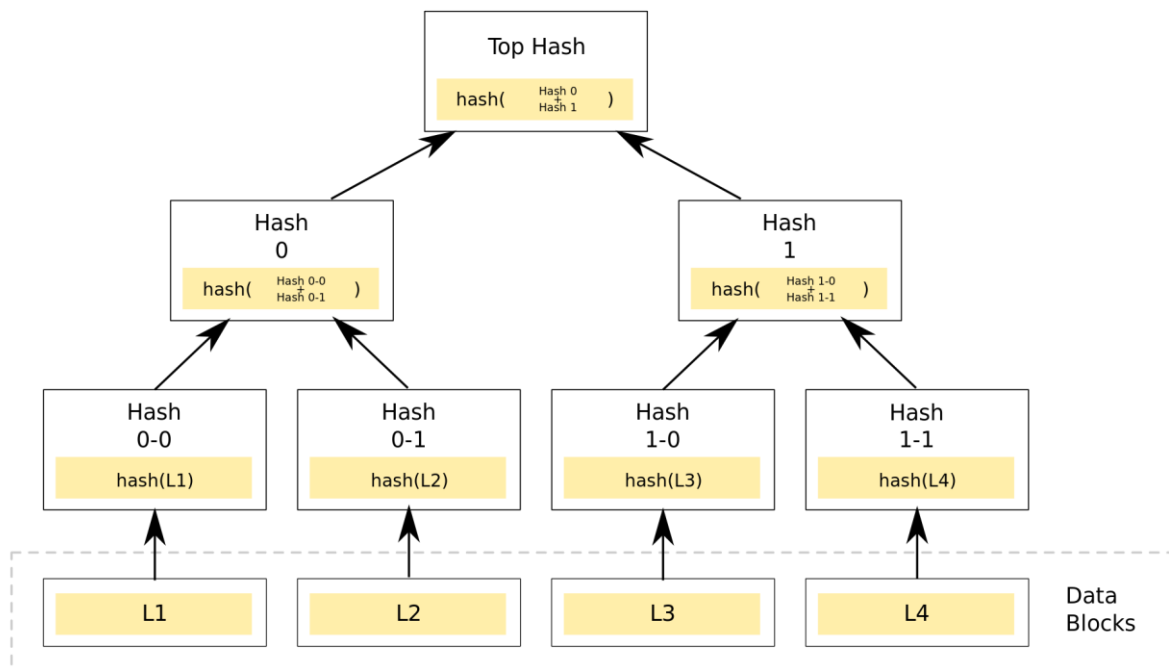 Top Hash
hash( Hash 0 + Hash 1 )
Hash
0
hash( Hash 0-0 + Hash 0-1 )
Hash
1
hash( Hash 1-0 + Hash 1-1 )
Hash
0-0
hash(L1)
Hash
0-1
hash(L2)
Hash
1-0
hash(L3)
Hash
1-1
hash(L4)
L1
L2
L3
L4
Data
Blocks